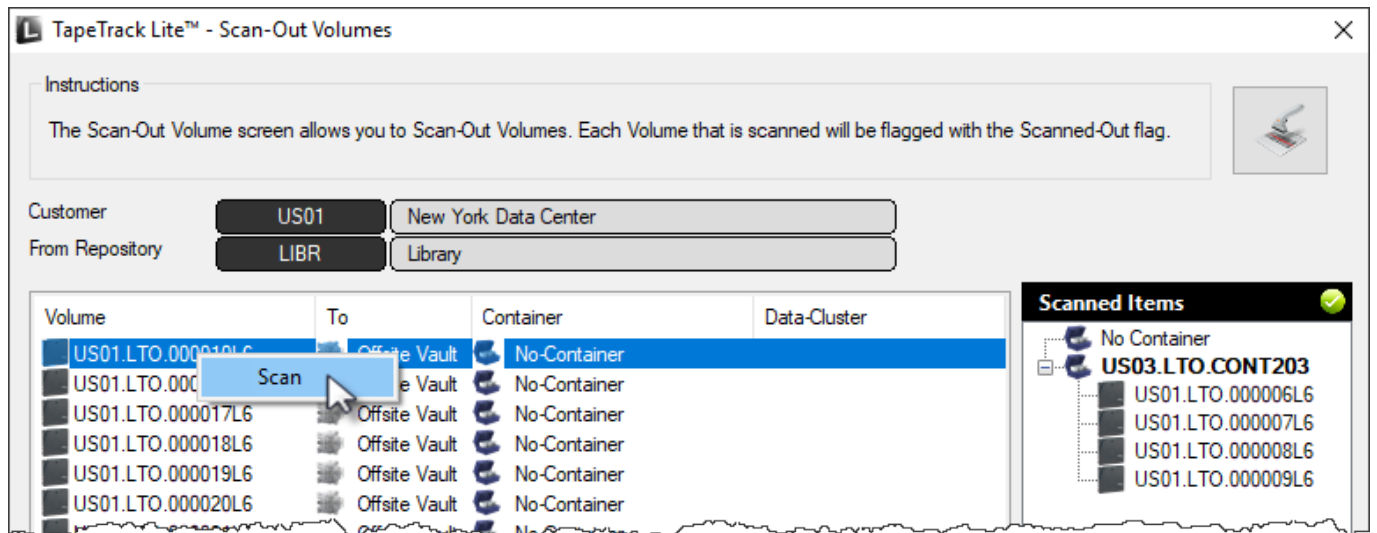 TapeTrack Lite™ - Scan-Out Volumes
Instructions
The Scan-Out Volume screen allows you to Scan-Out Volumes. Each Volume that is scanned will be flagged with the Scanned-Out flag.
Customer US01 New York Data Center
From Repository LIBR Library
Volume To Container Data-Cluster
Offsite Vault No-Container
Scan
No-Container
US01.LTO.000017L6 Offsite Vault No-Container
US01.LTO.000018L6 Offsite Vault No-Container
US01.LTO.000019L6 Offsite Vault No-Container
US01.LTO.000020L6 Offsite Vault No-Container
Scanned Items
No Container
US03.LTO.CONT203
US01.LTO.000006L6
US01.LTO.000007L6
US01.LTO.000008L6
US01.LTO.000009L6